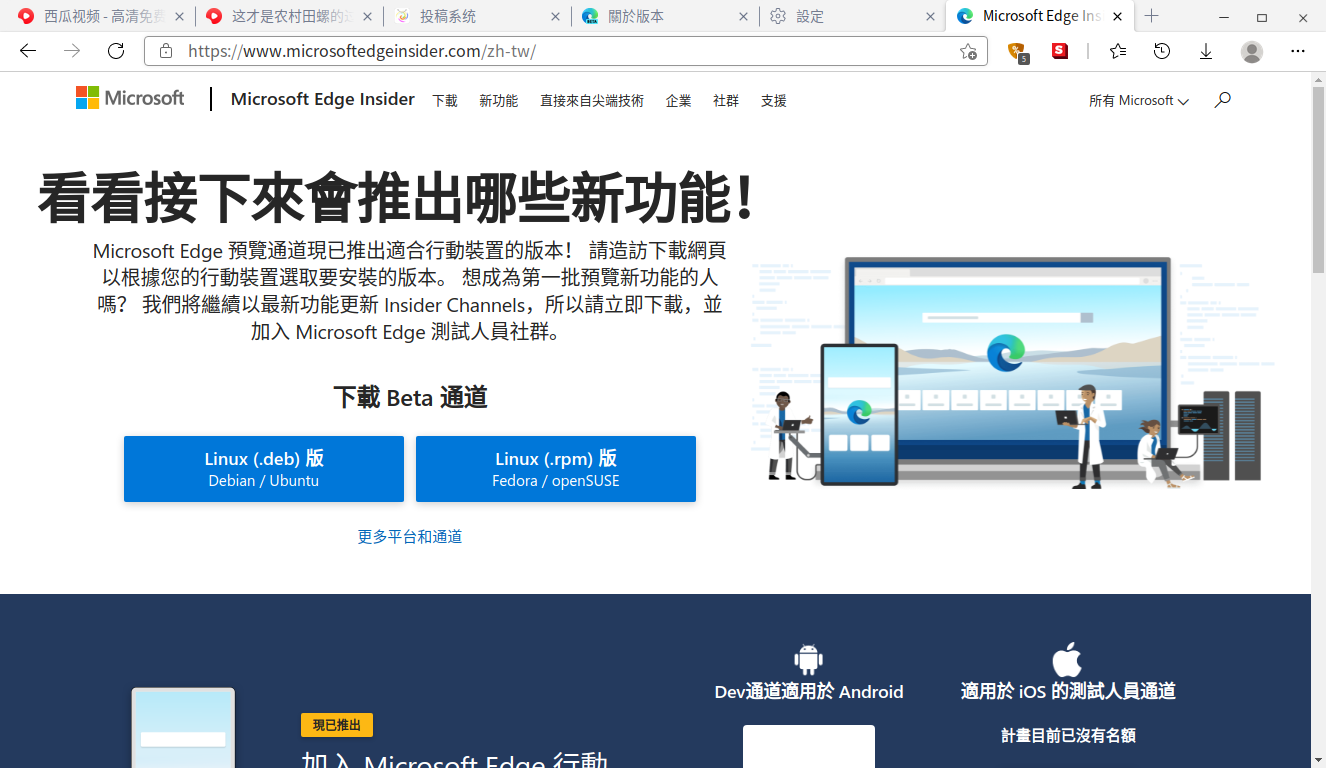 西瓜视频 - 高清免费
这才是农村田螺的这
投稿系统
關於版本
設定
Microsoft Edge Ins
https://www.microsoftedgeinsider.com/zh-tw/
5
Microsoft
Microsoft Edge Insider
下載
新功能
直接來自尖端技術
企業
社群
支援
所有 Microsoft
看看接下來會推出哪些新功能！
Microsoft Edge 預覽通道現已推出適合行動裝置的版本！ 請造訪下載網頁
以根據您的行動裝置選取要安裝的版本。 想成為第一批預覽新功能的人
嗎？ 我們將繼續以最新功能更新 Insider Channels，所以請立即下載，並
加入 Microsoft Edge 測試人員社群。
下載 Beta 通道
Linux (.deb) 版
Debian / Ubuntu
Linux (.rpm) 版
Fedora / openSUSE
更多平台和通道
Dev通道適用於 Android
適用於 iOS 的測試人員通道
計畫目前已沒有名額
現已推出
加入 Microsoft Edge 行動